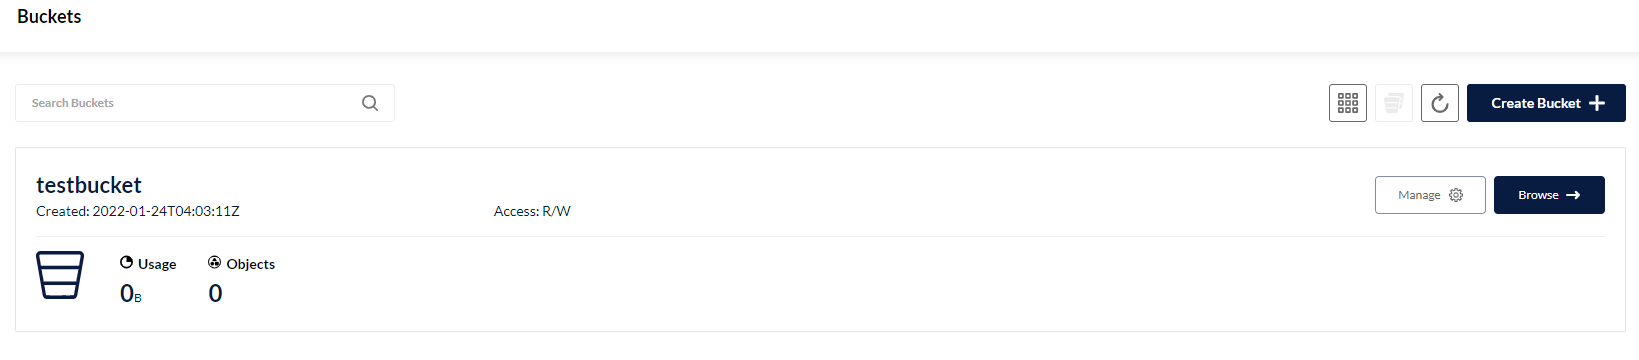 Buckets
Search Buckets
Create Bucket
testbucket
Created: 2022-01-24T04:03:11Z Access: R/W
Manage Browse
Usage Objects
0B 0